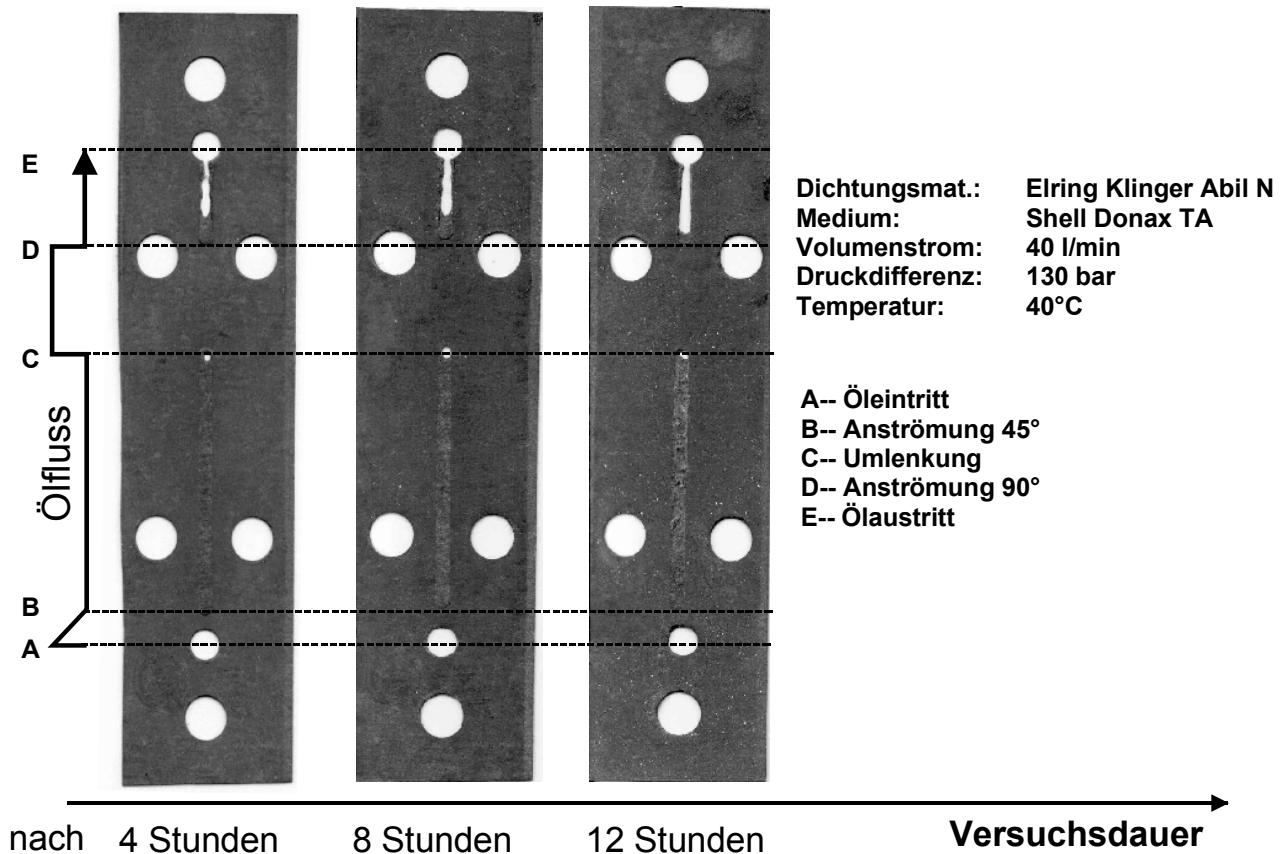 E
D
C
Ölfluss
B
A
Dichtungsmat.: Elring Klinger Abil N
Medium: Shell Donax TA
Volumenstrom: 40 l/min
Druckdifferenz: 130 bar
Temperatur: 40°C
A-- Öleintritt
B-- Anströmung 45°
C-- Umlenkung
D-- Anströmung 90°
E-- Ölaustritt
nach 4 Stunden 8 Stunden 12 Stunden Versuchsdauer